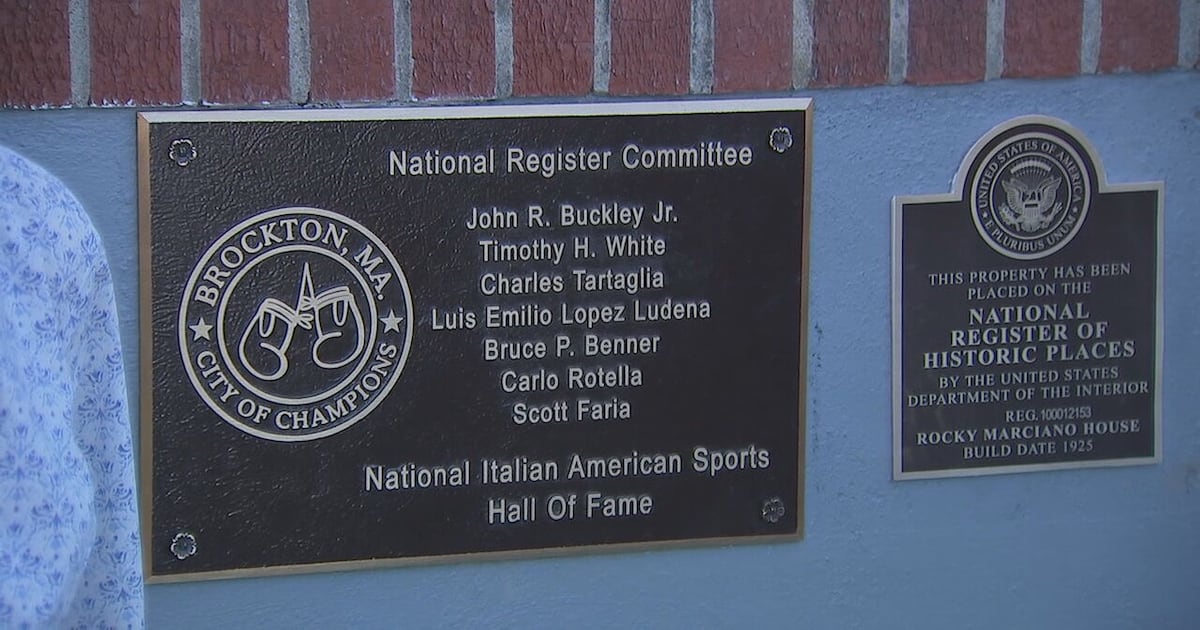 National Register Committee
John R. Buckley Jr.
Timothy H. White
Charles Tartaglia
Luis Emilio Lopez Ludena
Bruce P. Benner
Carlo Rotella
Scott Faria
National Italian American Sports
Hall Of Fame
BROCKTON, MA.
CITY OF CHAMPIONS
UNITED STATES OF AMERICA
E PLURIBUS UNUM
THIS PROPERTY HAS BEEN
PLACED ON THE
NATIONAL
REGISTER OF
HISTORIC PLACES
BY THE UNITED STATES
DEPARTMENT OF THE INTERIOR
REG.100012153
ROCKY MARCIANO HOUSE
BUILD DATE 1925